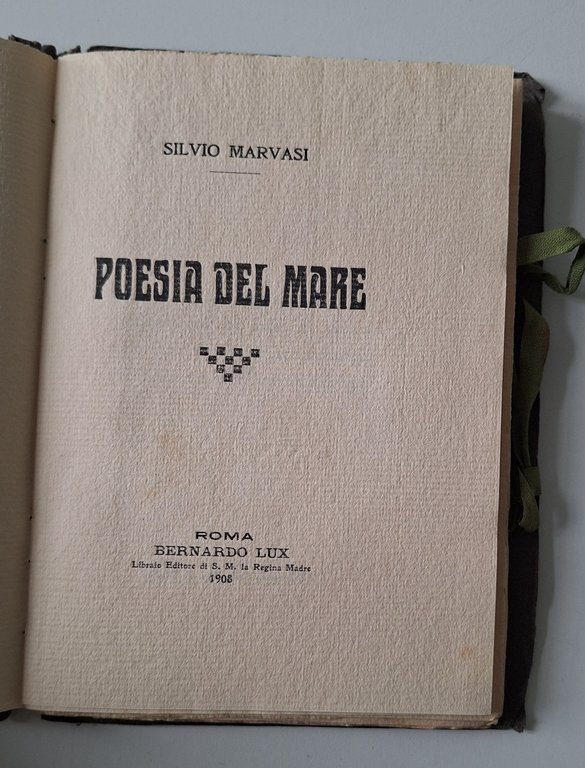 SILVIO MARVASI
POESIA DEL MARE
ROMA
BERNARDO LUX
Libraio Editore di S. M. la Regina Madre
1908